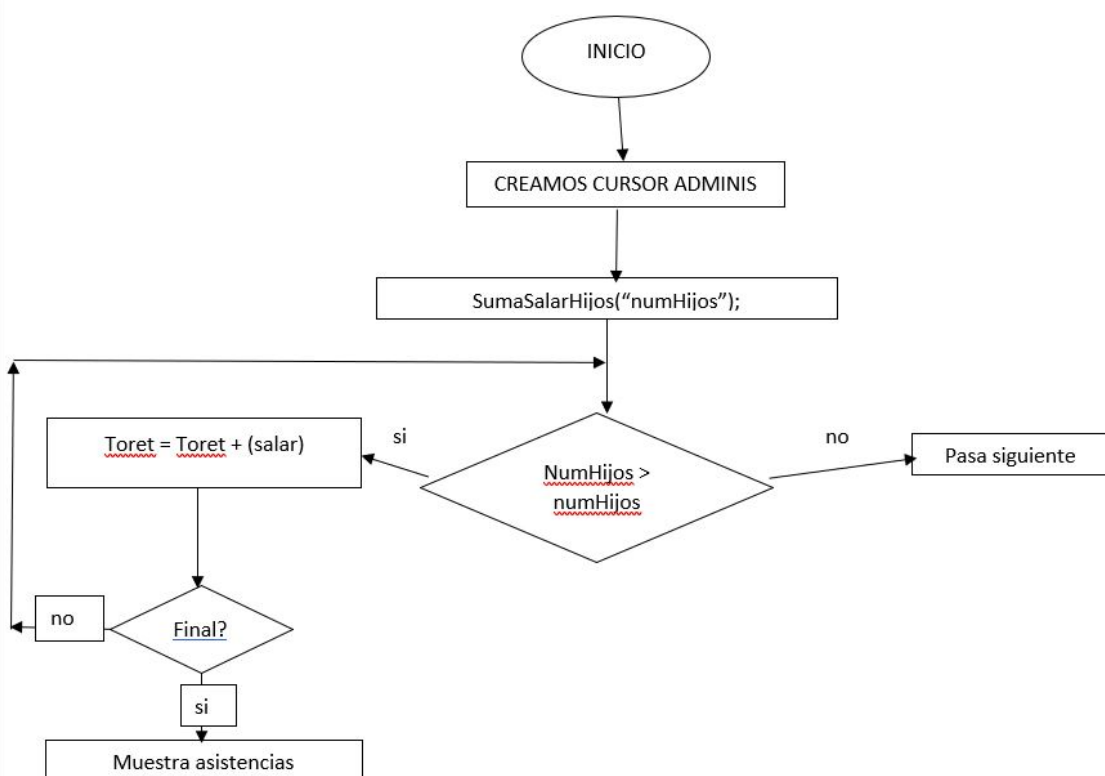 INICIO
CREAMOS CURSOR ADMINIS
SumaSalarHijos(“numHijos”);
si
no
Toret = Toret + (salar)
NumHijos >
numHijos
Pasa siguiente
no
Final?
si
Muestra asistencias